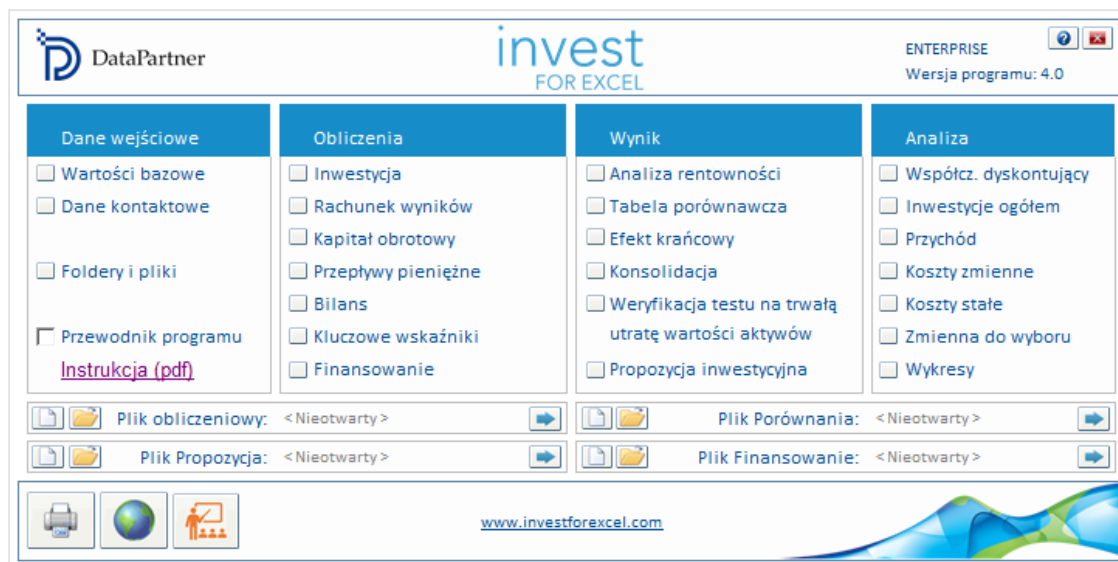 DataPartner
invest
FOR EXCEL
ENTERPRISE
Wersja programu: 4.0
Dane wejściowe
Wartości bazowe
Dane kontaktowe
Foldery i pliki
Przewodnik programu
Instrukcja (pdf)
Obliczenia
Inwestycja
Rachunek wyników
Kapitał obrotowy
Przepływy pieniężne
Bilans
Kluczowe wskaźniki
Finansowanie
Wynik
Analiza rentowności
Tabela porównawcza
Efekt krańcowy
Konsolidacja
Weryfikacja testu na trwałą
utratę wartości aktywów
Propozycja inwestycyjna
Analiza
Współcz. dyskontujący
Inwestycje ogółem
Przychód
Koszty zmienne
Koszty stałe
Zmienna do wyboru
Wykresy
Plik obliczeniowy: <Nieotwarty>
Plik Porównania: <Nieotwarty>
Plik Propozycja: <Nieotwarty>
Plik Finansowanie: <Nieotwarty>
www.investforexcel.com